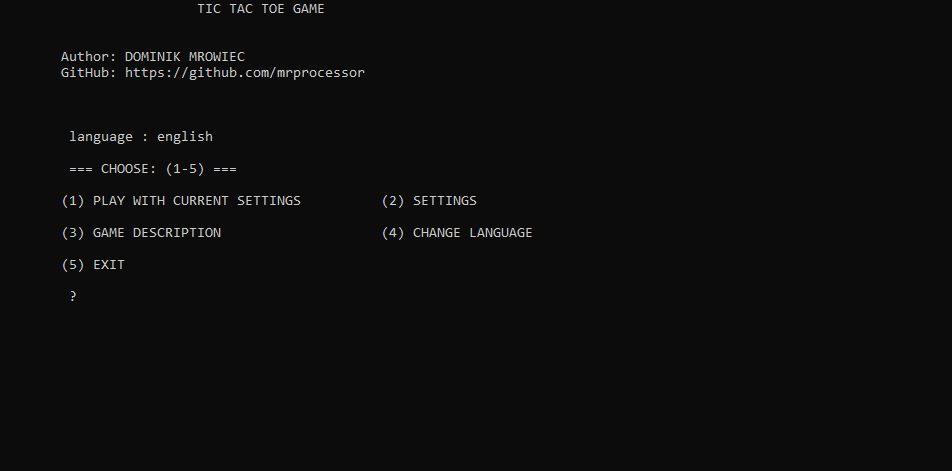 TIC TAC TOE GAME
Author: DOMINIK MROWIEC
GitHub: https://github.com/mrprocessor
language : english
=== CHOOSE: (1-5) ===
(1) PLAY WITH CURRENT SETTINGS (2) SETTINGS
(3) GAME DESCRIPTION (4) CHANGE LANGUAGE
(5) EXIT
?